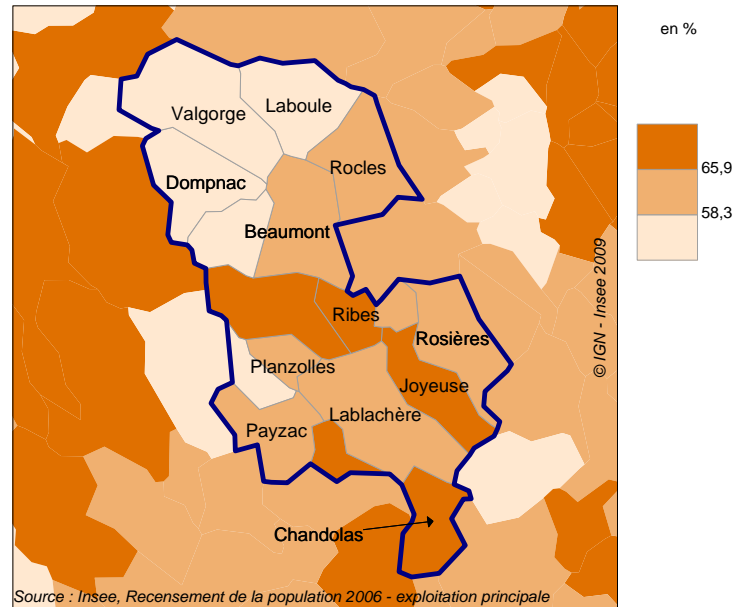 en %
65,9
58,3
Valgorge
Laboule
Rocles
Dompnac
Beaumont
Ribes
Rosières
Planzolles
Joyeuse
Lablachère
Payzac
Chandolas
© IGN - Insee 2009
Source : Insee, Recensement de la population 2006 - exploitation principale